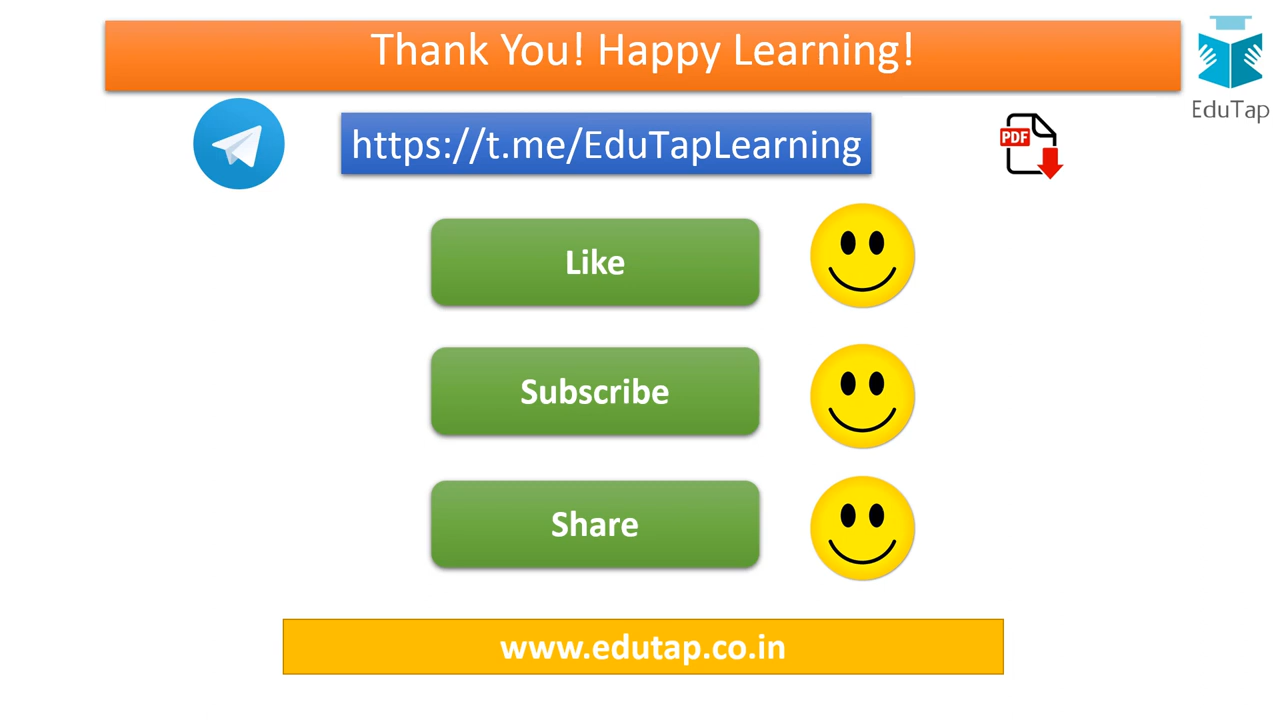 Thank You! Happy Learning!
EduTap
https://t.me/EduTapLearning
PDF
Like
Subscribe
Share
www.edutap.co.in